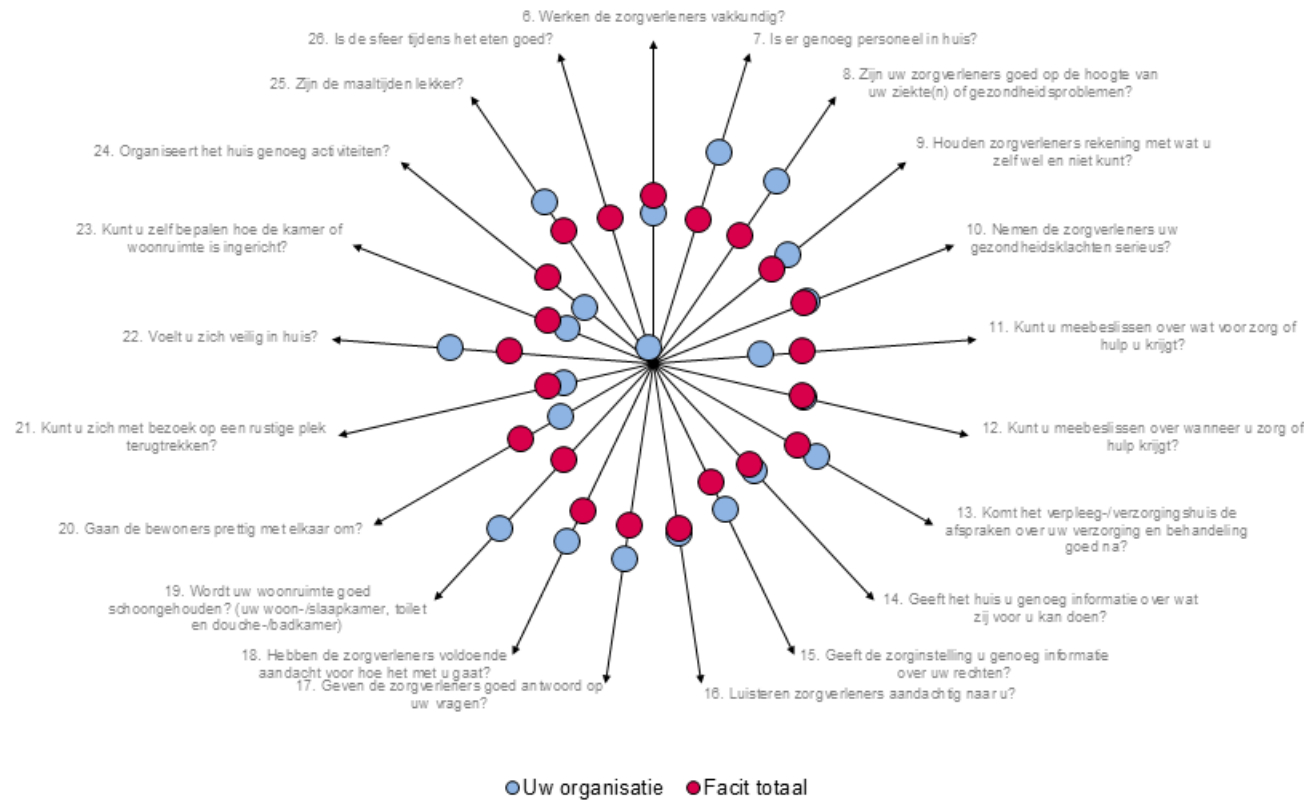 6. Werken de zorgverleners vakkundig?
7. Is er genoeg personeel in huis?
8. Zijn uw zorgverleners goed op de hoogte van
uw ziekte(n) of gezondheidsproblemen?
9. Houden zorgverleners rekening met wat u
zelf wel en niet kunt?
10. Nemen de zorgverleners uw
gezondheidsklachten serieus?
11. Kunt u meebeslissen over wat voor zorg of
hulp u krijgt?
12. Kunt u meebeslissen over wanneer u zorg of
hulp krijgt?
13. Komt het verpleeg-/verzorgingshuis de
afspraken over uw verzorging en behandeling
goed na?
14. Geeft het huis u genoeg informatie over wat
zij voor u kan doen?
15. Geeft de zorginstelling u genoeg informatie
over uw rechten?
16. Luisteren zorgverleners aandachtig naar u?
17. Geven de zorgverleners goed antwoord op
uw vragen?
18. Hebben de zorgverleners voldoende
aandacht voor hoe het met u gaat?
19. Wordt uw woonruimte goed
schoongehouden? (uw woon-/slaapkamer, toilet
en douche-/badkamer)
20. Gaan de bewoners prettig met elkaar om?
21. Kunt u zich met bezoek op een rustige plek
terugtrekken?
22. Voelt u zich veilig in huis?
23. Kunt u zelf bepalen hoe de kamer of
woonruimte is ingericht?
24. Organiseert het huis genoeg activiteiten?
25. Zijn de maaltijden lekker?
26. Is de sfeer tijdens het eten goed?
Uw organisatie
Facit totaal